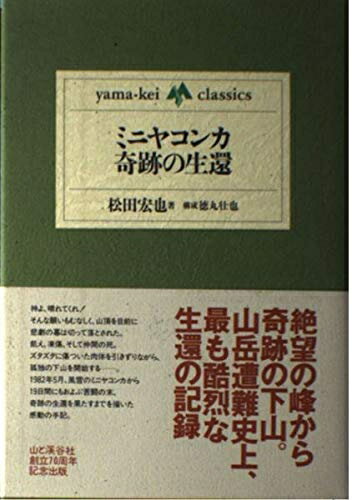 yama-kei classics
ミニヤコンカ
奇跡の生還
松田宏也 著 構成 徳丸壮也
絶望の峰から
奇跡の下山。
山岳遭難史上、
最も酷烈な
生還の記録
神よ、晴れてくれ!
そんな願いもむなしく、山頂を目前に
悲劇の幕は切って落とされた。
飢え、凍傷、そして仲間の死。
ズタズタに傷ついた肉体を引きずりながら、
孤独の下山を開始する――。
1982年5月、風雪のミニヤコンカから
19日間にもおよぶ苦闘の末、
奇跡の生還を果たすまでを描いた
感動の手記。
山と溪谷社
創立70周年
記念出版